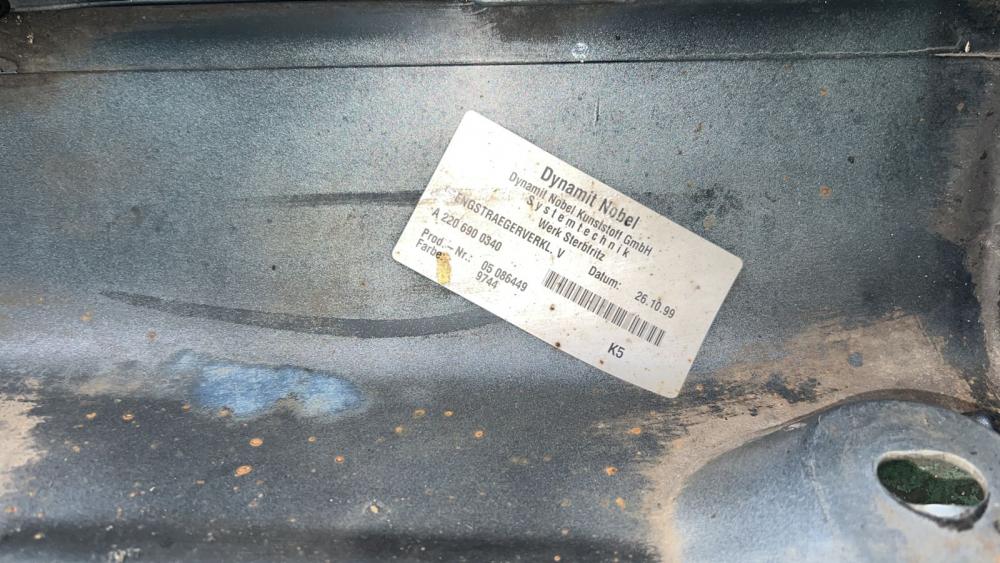 Dynamit Nobel
Dynamit Nobel Kunststoff GmbH
Systemtechnik
Werk Sterbfritz
ENGSTRAEGERVERKL. V
A 220 690 0340 Datum: 26.10.99
Prod.-Nr.: 05 086449
Farbe: 9744
K5